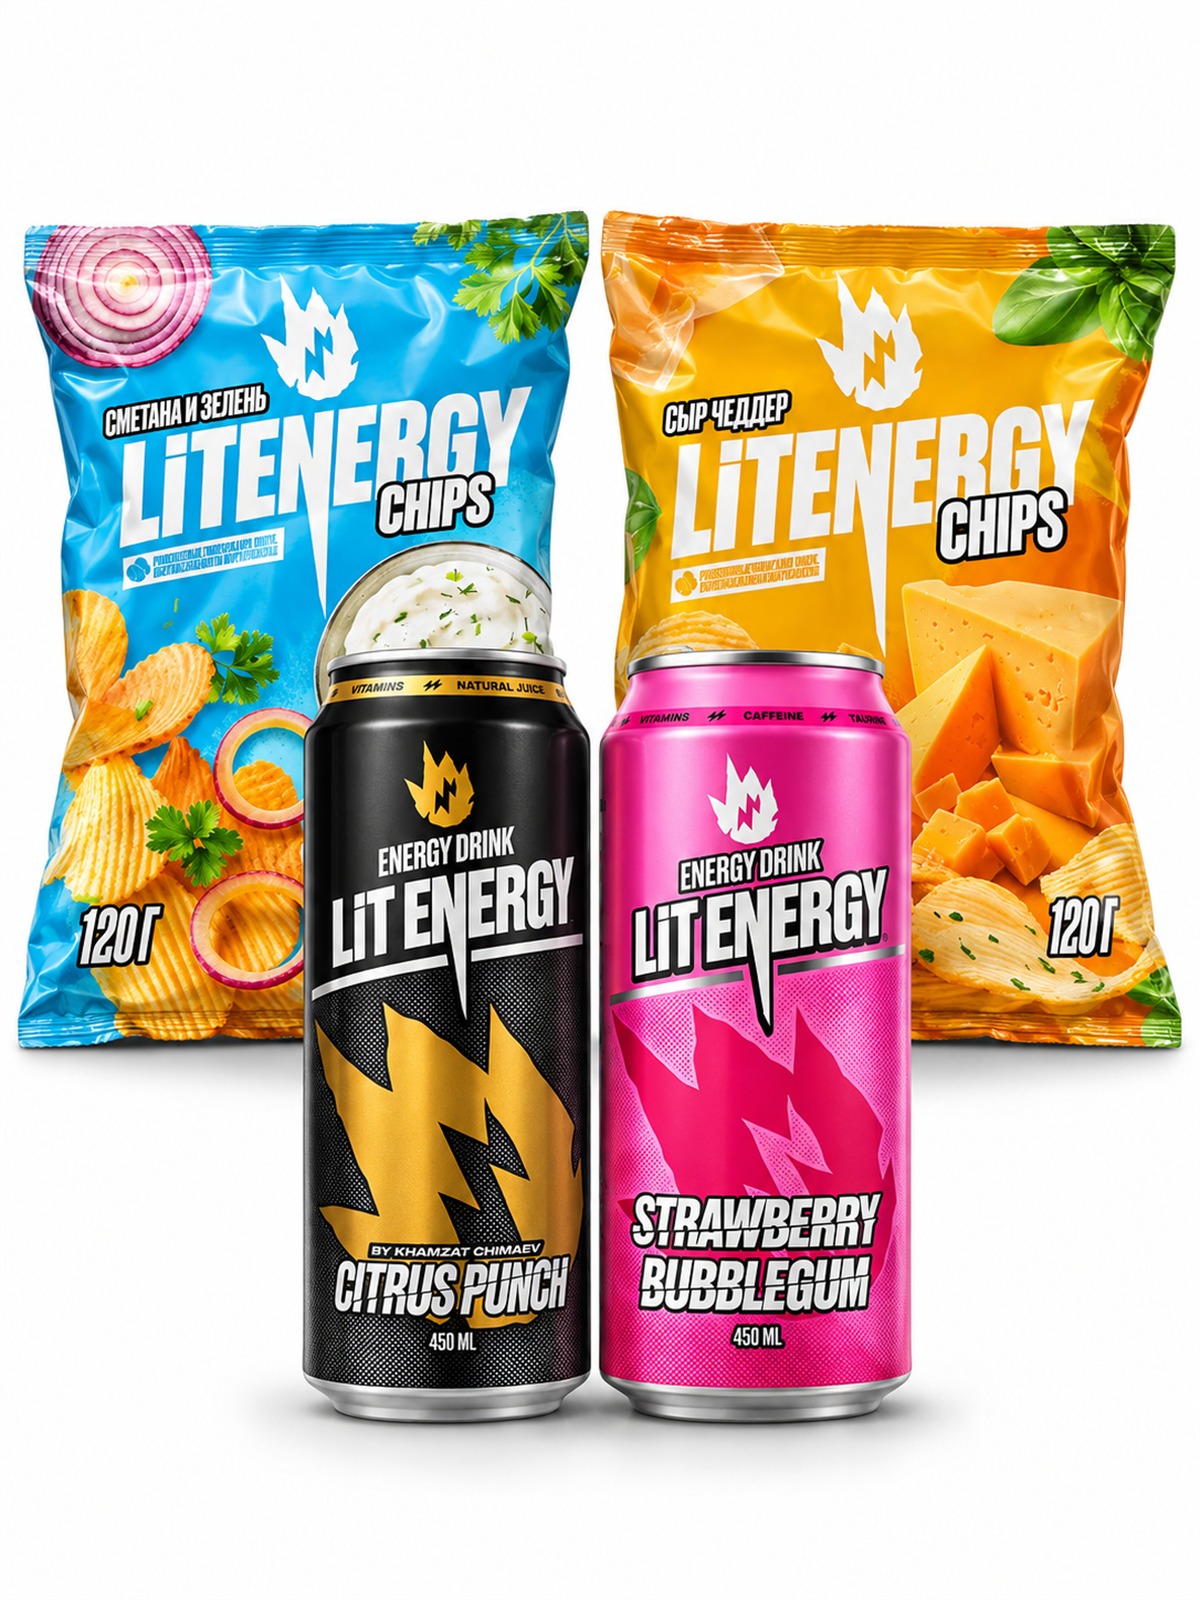 СМЕТАНА И ЗЕЛЕНЬ
LiTENERGY
CHIPS
120Г
СЫР ЧЕДДЕР
LiTENERGY
CHIPS
120Г
VITAMINS NATURAL JUICE
ENERGY DRINK
LiT ENERGY
BY KHAMZAT CHIMAEV
CITRUS PUNCH
450 ML
VITAMINS CAFFEINE TAURINE
ENERGY DRINK
LiT ENERGY
STRAWBERRY
BUBBLEGUM
450 ML